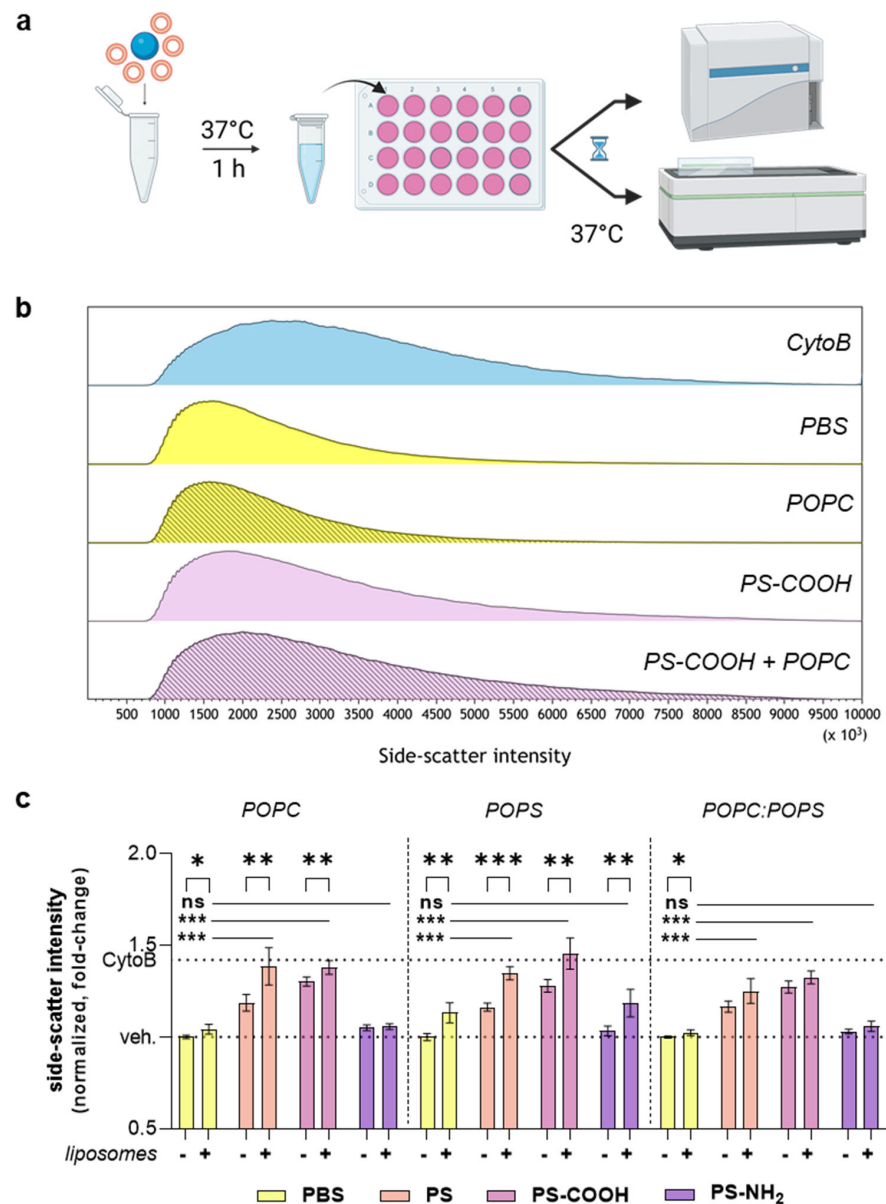 a
37°C
1 h
1 2 3 4 5 6
A
B
C
D
37°C
b
CytoB
PBS
POPC
PS-COOH
PS-COOH + POPC
500 1000 1500 2000 2500 3000 3500 4000 4500 5000 5500 6000 6500 7000 7500 8000 8500 9000 9500 10000
(x 10³)
Side-scatter intensity
c
POPC POPS POPC:POPS
side-scatter intensity
(normalized, fold-change)
2.0
* ** ** ** *** ** ** *
ns ns ns
*** *** ***
*** *** ***
1.5
CytoB
veh.
0.5
liposomes - + - + - + - + - + - + - + - + - + - + - + - +
PBS PS PS-COOH PS-NH₂